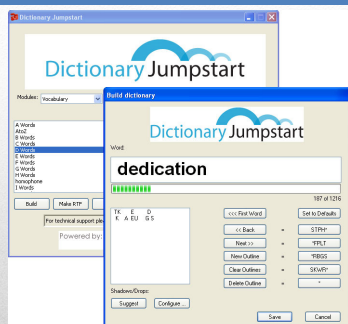 Dictionary Jumpstart
Dictionary Jumpstart
Modules: Vocabulary
A Words
AtoZ
B Words
C Words
D Words
E Words
F Words
G Words
H Words
homophone
I Words
Build
Make RTF
For technical support plea
Powered by:
Build dictionary
Dictionary Jumpstart
Word:
dedication
187 of 1216
TK E D
K A EU G S
<<< First Word
Set to Defaults
<< Back = STPH*
Next >> = *FPLT
New Outline = *RBGS
Clear Outlines = SKWR*
Delete Outline = *
Shadows/Drops:
Suggest
Configure ...
Save
Cancel